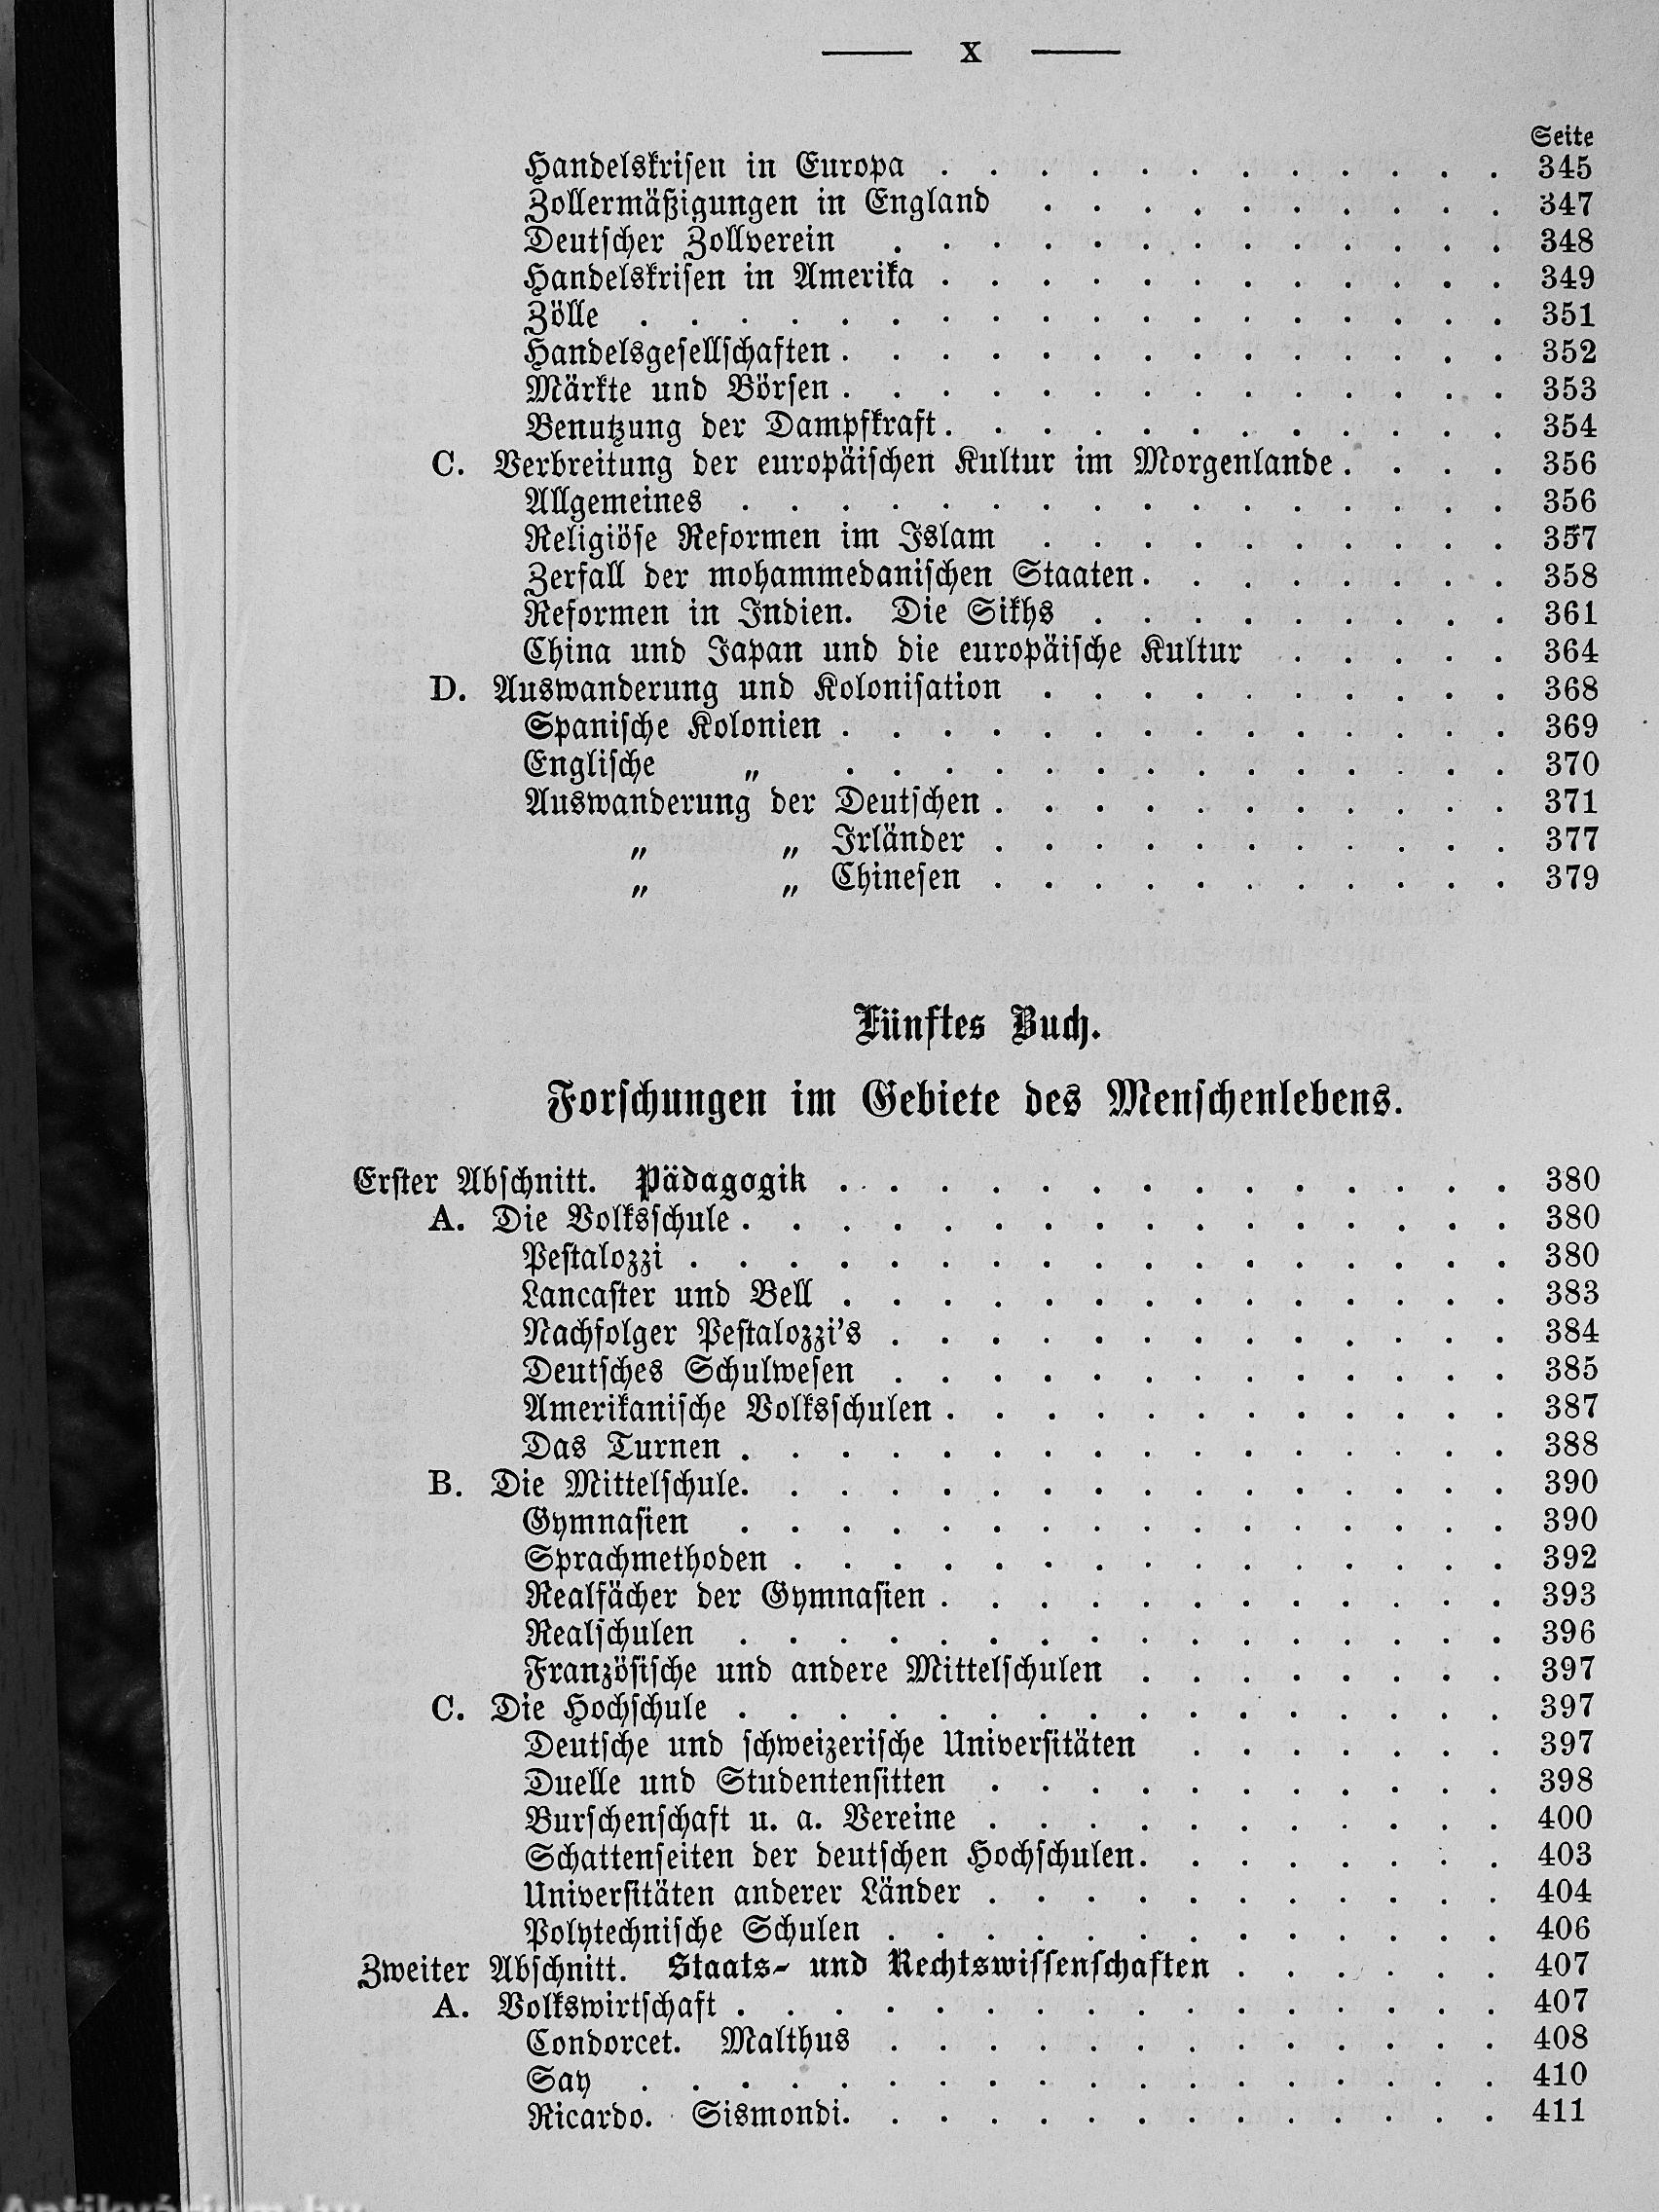 — x —
Seite
Handelskrisen in Europa . . . . . . . . . . . . 345
Zollermäßigungen in England . . . . . . . . . . 347
Deutscher Zollverein . . . . . . . . . . . . . 348
Handelskrisen in Amerika . . . . . . . . . . . . 349
Zölle . . . . . . . . . . . . . . . . . . 351
Handelsgesellschaften . . . . . . . . . . . . . . 352
Märkte und Börsen . . . . . . . . . . . . . . 353
Benutzung der Dampfkraft . . . . . . . . . . . . 354
C. Verbreitung der europäischen Kultur im Morgenlande . . . . 356
Allgemeines . . . . . . . . . . . . . . . . 356
Religiöse Reformen im Islam . . . . . . . . . . 357
Zerfall der mohammedanischen Staaten . . . . . . . . 358
Reformen in Indien. Die Sikhs . . . . . . . . . 361
China und Japan und die europäische Kultur . . . . . 364
D. Auswanderung und Kolonisation . . . . . . . . . . 368
Spanische Kolonien . . . . . . . . . . . . . . 369
Englische „ . . . . . . . . . . . . . . 370
Auswanderung der Deutschen . . . . . . . . . . . 371
„ „ Irländer . . . . . . . . . . . 377
„ „ Chinesen . . . . . . . . . . . 379
Fünftes Buch.
Forschungen im Gebiete des Menschenlebens.
Erster Abschnitt. Pädagogik . . . . . . . . . . . . . . 380
A. Die Volksschule . . . . . . . . . . . . . . . . 380
Pestalozzi . . . . . . . . . . . . . . . . . 380
Lancaster und Bell . . . . . . . . . . . . . . 383
Nachfolger Pestalozzi's . . . . . . . . . . . . . 384
Deutsches Schulwesen . . . . . . . . . . . . . 385
Amerikanische Volksschulen . . . . . . . . . . . . 387
Das Turnen . . . . . . . . . . . . . . . . 388
B. Die Mittelschule . . . . . . . . . . . . . . . . 390
Gymnasien . . . . . . . . . . . . . . . . 390
Sprachmethoden . . . . . . . . . . . . . . . 392
Realfächer der Gymnasien . . . . . . . . . . . . 393
Realschulen . . . . . . . . . . . . . . . . 396
Französische und andere Mittelschulen . . . . . . . . 397
C. Die Hochschule . . . . . . . . . . . . . . . . 397
Deutsche und schweizerische Universitäten . . . . . . . 397
Duelle und Studentensitten . . . . . . . . . . . 398
Burschenschaft u. a. Vereine . . . . . . . . . . . 400
Schattenseiten der deutschen Hochschulen . . . . . . . . 403
Universitäten anderer Länder . . . . . . . . . . . 404
Polytechnische Schulen . . . . . . . . . . . . . 406
Zweiter Abschnitt. Staats- und Rechtswissenschaften . . . . . . 407
A. Volkswirtschaft . . . . . . . . . . . . . . . . 407
Condorcet. Malthus . . . . . . . . . . . . . 408
Say . . . . . . . . . . . . . . . . . . 410
Ricardo. Sismondi . . . . . . . . . . . . . . 411
Antikvárium.hu